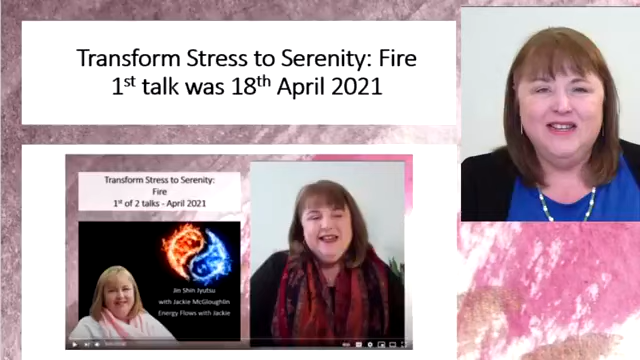 Transform Stress to Serenity: Fire
1st talk was 18th April 2021
Transform Stress to Serenity:
Fire
1st of 2 talks - April 2021
Jin Shin Jyutsu
with Jackie McGloughlin
Energy Flows with Jackie